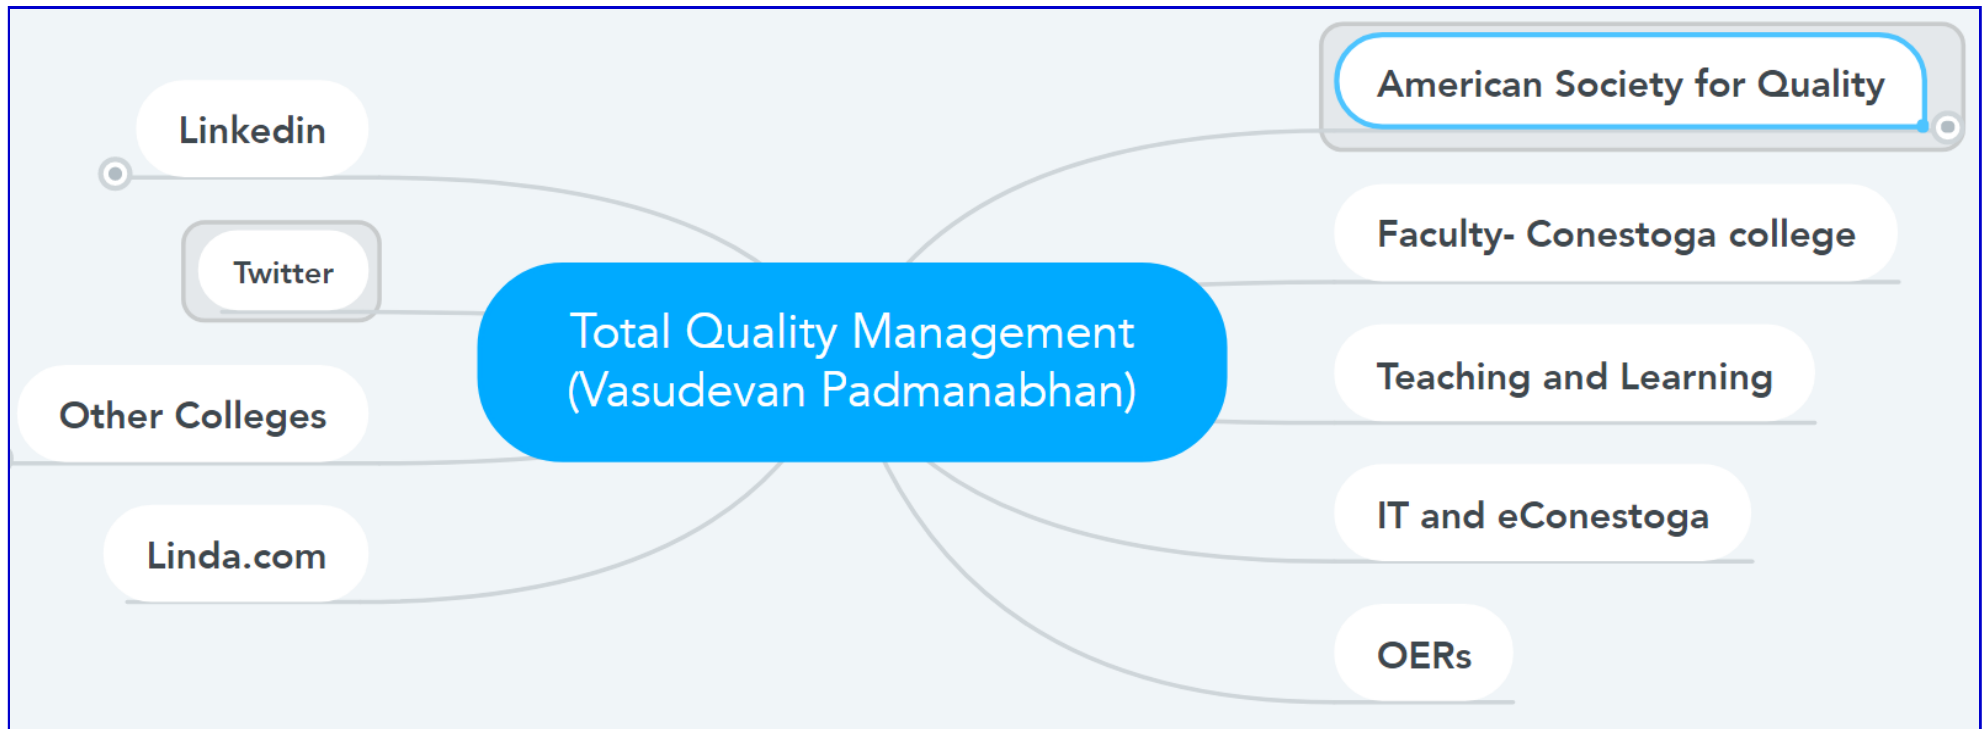 Total Quality Management
(Vasudevan Padmanabhan)
Linkedin
Twitter
Other Colleges
Linda.com
American Society for Quality
Faculty- Conestoga college
Teaching and Learning
IT and eConestoga
OERs